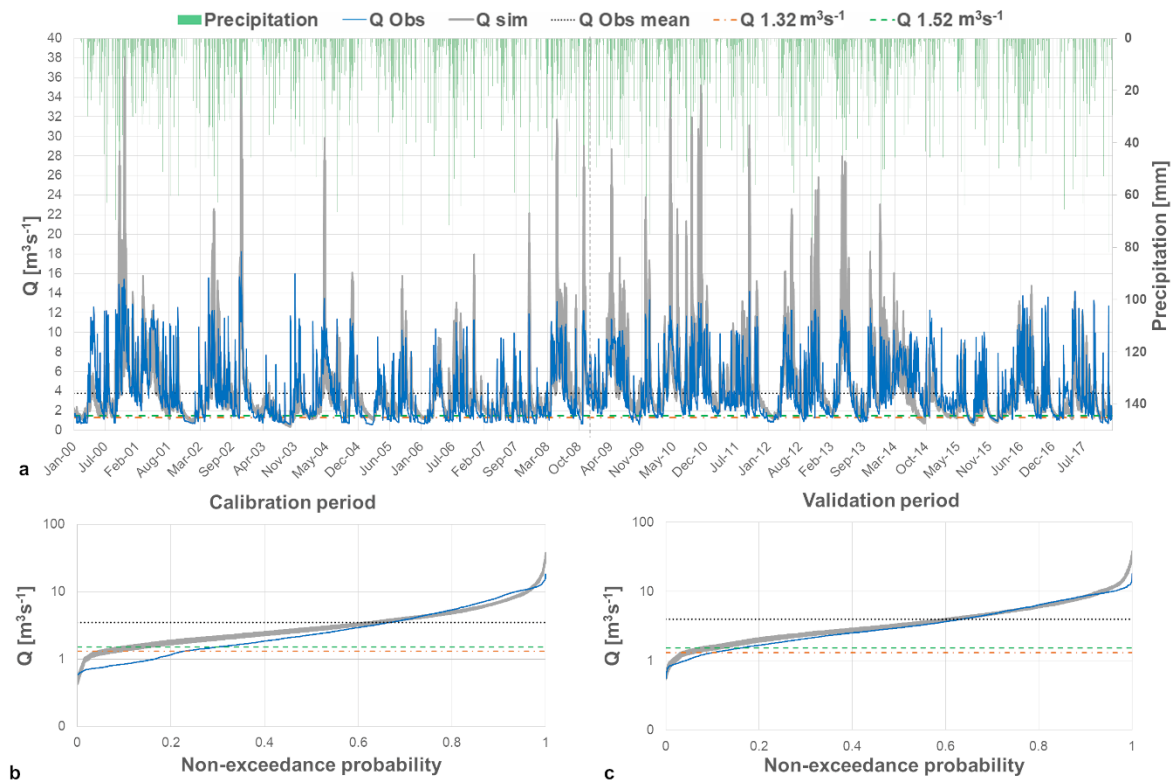 Precipitation Q Obs Q sim Q Obs mean Q 1.32 m³s⁻¹ Q 1.52 m³s⁻¹
Q [m³s⁻¹]
40
38
36
34
32
30
28
26
24
22
20
18
16
14
12
10
8
6
4
2
0
Precipitation [mm]
0
20
40
60
80
100
120
140
Jan-00
Jul-00
Feb-01
Aug-01
Mar-02
Sep-02
Apr-03
Nov-03
May-04
Dec-04
Jun-05
Jan-06
Jul-06
Feb-07
Sep-07
Mar-08
Oct-08
Apr-09
Nov-09
May-10
Dec-10
Jul-11
Jan-12
Aug-12
Feb-13
Sep-13
Mar-14
Oct-14
May-15
Nov-15
Jun-16
Dec-16
Jul-17
a
Calibration period
Q [m³s⁻¹]
100
10
1
0
0 0.2 0.4 0.6 0.8 1
Non-exceedance probability
b
Validation period
Q [m³s⁻¹]
100
10
1
0
0 0.2 0.4 0.6 0.8 1
Non-exceedance probability
c